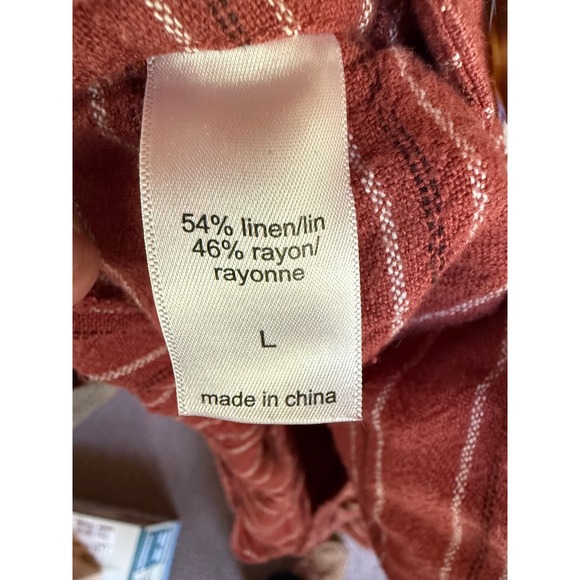 54% linen/lin
46% rayon/
rayonne
L
made in china